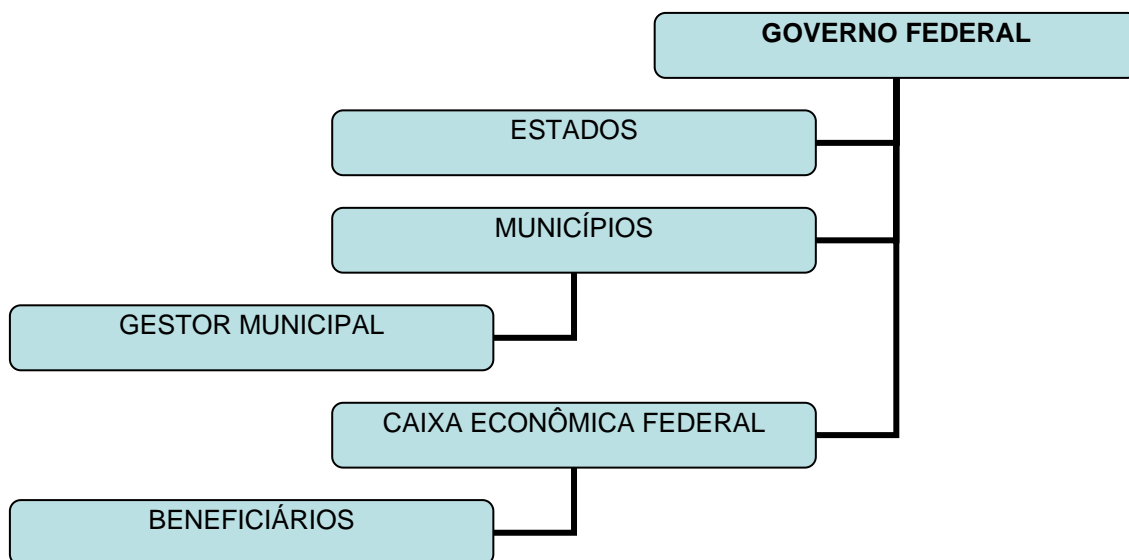 GOVERNO FEDERAL
ESTADOS
MUNICÍPIOS
GESTOR MUNICIPAL
CAIXA ECONÔMICA FEDERAL
BENEFICIÁRIOS